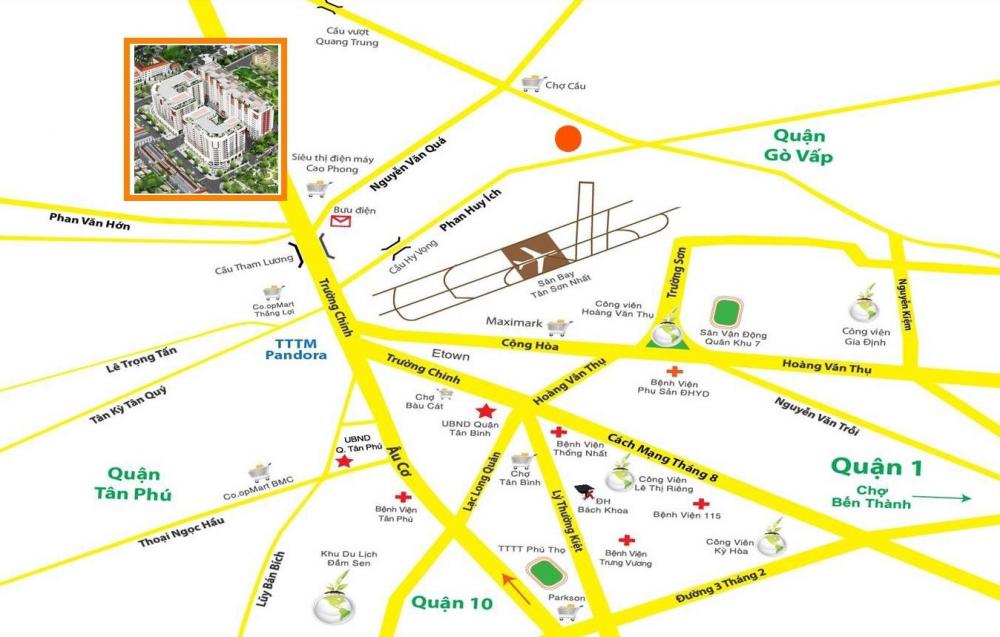 Cầu vượt
Quang Trung
Chợ Cầu
Quận
Gò Vấp
Siêu thị điện máy
Cao Phong
Nguyễn Văn Quá
Bưu điện
Phan Huy Ích
Phan Văn Hớn
Cầu Tham Lương
Cầu Hy Vọng
Sân Bay
Tân Sơn Nhất
Trường Sơn
Nguyễn Kiệm
Co.opMart
Thắng Lợi
Trường Chinh
Công viên
Hoàng Văn Thụ
Maximark
Sân Vận Động
Quân Khu 7
Công viên
Gia Định
TTTM
Pandora
Cộng Hòa
Etown
Lê Trọng Tấn
Trường Chinh
Hoàng Văn Thụ
Hoàng Văn Thụ
Bệnh Viện
Phụ Sản ĐHYD
Tân Kỳ Tân Quý
Chợ
Bàu Cát
UBND Quận
Tân Bình
Nguyễn Văn Trỗi
UBND
Q. Tân Phú
Âu Cơ
Bệnh Viện
Thống Nhất
Cách Mạng Tháng 8
Quận
Tân Phú
Co.opMart BMC
Lạc Long Quân
Chợ
Tân Bình
Lý Thường Kiệt
Công Viên
Lê Thị Riêng
ĐH
Bách Khoa
Quận 1
Chợ
Bến Thành
Bệnh Viện
Tân Phú
Bệnh Viện 115
Thoại Ngọc Hầu
Lũy Bán Bích
Khu Du Lịch
Đầm Sen
TTTT Phú Thọ
Bệnh Viện
Trưng Vương
Công Viên
Kỳ Hòa
Đường 3 Tháng 2
Parkson
Quận 10